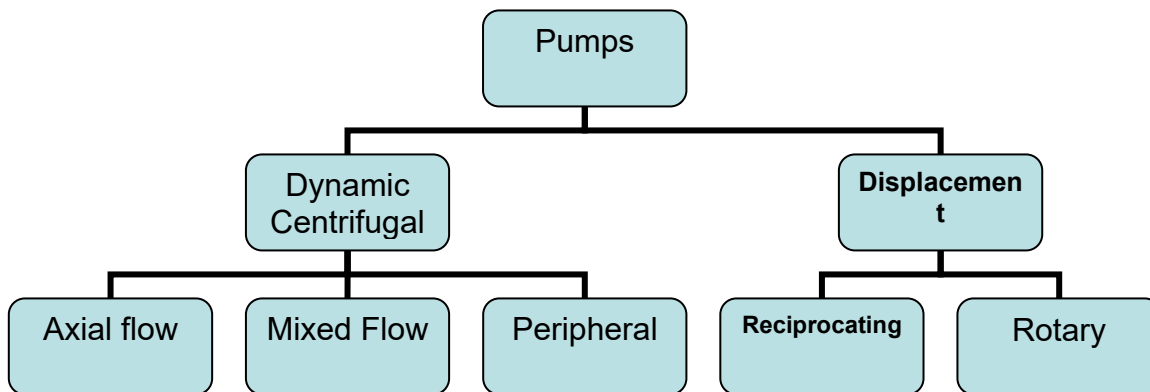 Pumps
Dynamic
Centrifugal
Displacemen
t
Axial flow
Mixed Flow
Peripheral
Reciprocating
Rotary